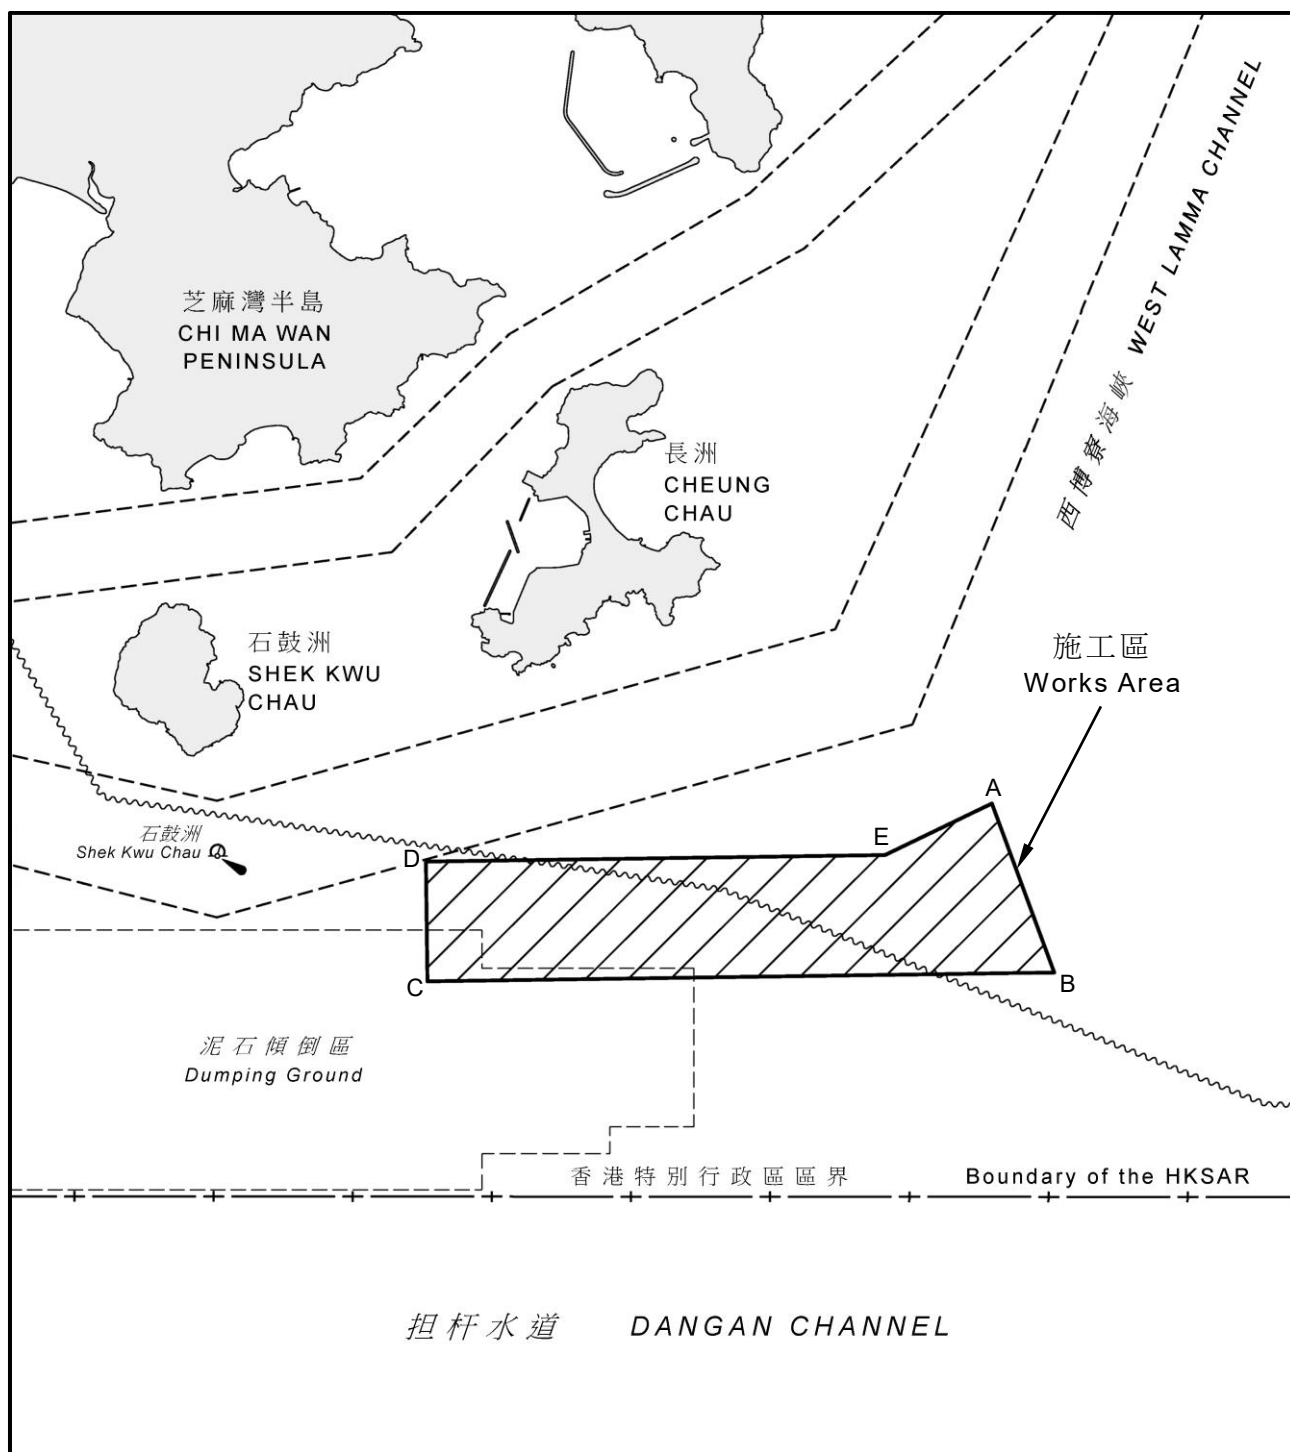 芝麻灣半島
CHI MA WAN
PENINSULA
西博寮海峽 WEST LAMMA CHANNEL
長洲
CHEUNG
CHAU
石鼓洲
SHEK KWU
CHAU
施工區
Works Area
A
石鼓洲
Shek Kwu Chau
D
E
C
B
泥石傾倒區
Dumping Ground
香港特別行政區區界 Boundary of the HKSAR
担杆水道 DANGAN CHANNEL